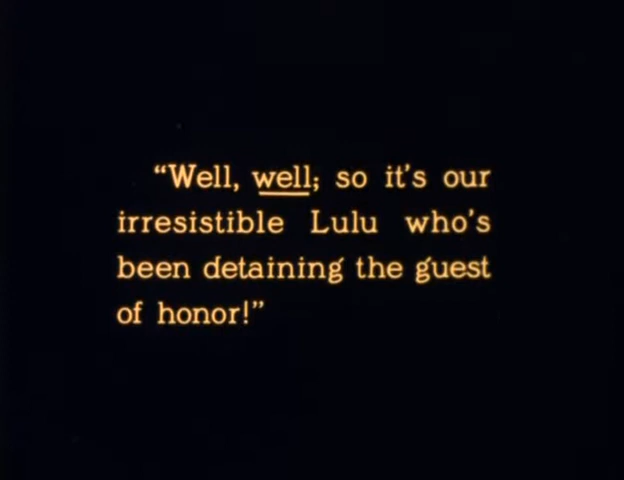 “Well, well; so it's our
irresistible Lulu who's
been detaining the guest
of honor!”